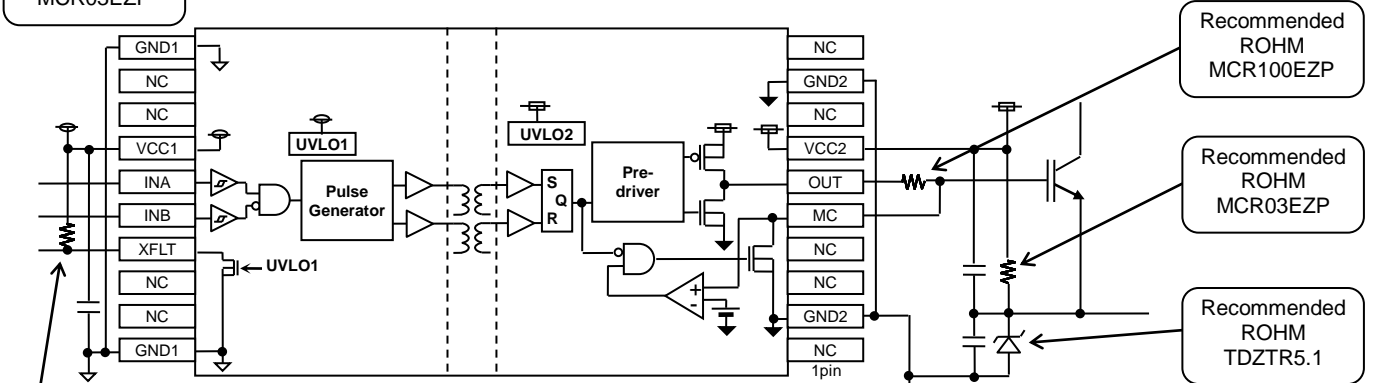 MCR03EZP
GND1
NC
NC
VCC1
INA
INB
XFLT
NC
NC
GND1
UVLO1
Pulse
Generator
UVLO1
UVLO2
S
Q
R
Pre-
driver
+
-
NC
GND2
NC
VCC2
OUT
MC
NC
NC
GND2
NC
1pin
Recommended
ROHM
MCR100EZP
Recommended
ROHM
MCR03EZP
Recommended
ROHM
TDZTR5.1